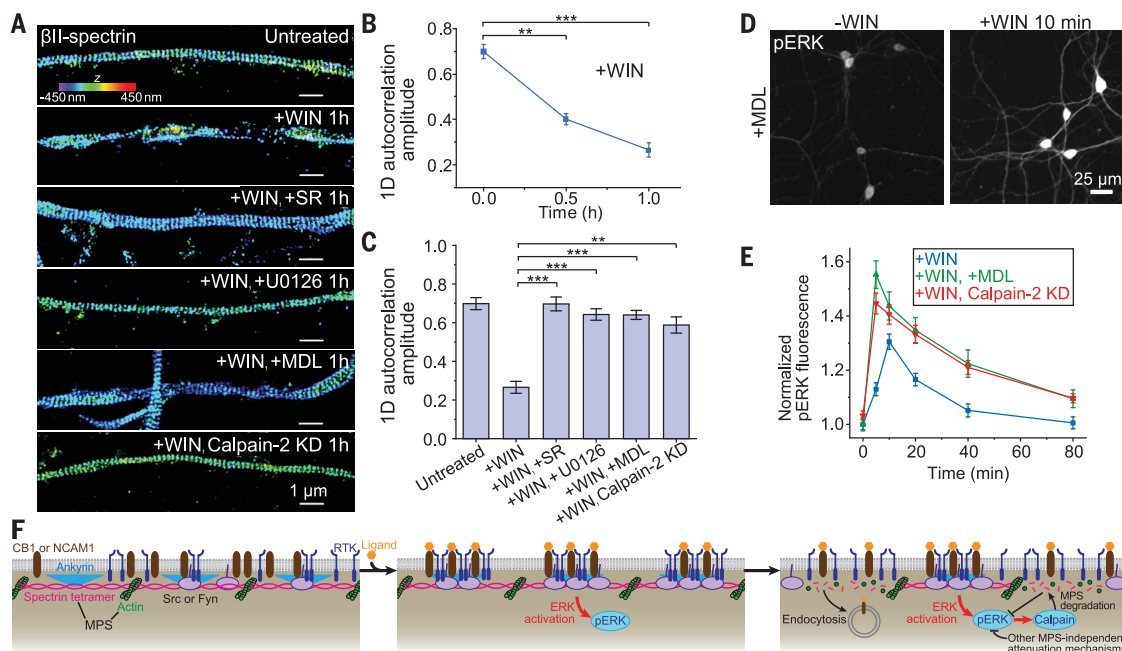 A
βII-spectrin
Untreated
z
-450 nm
450 nm
+WIN 1h
+WIN, +SR 1h
+WIN, +U0126 1h
+WIN, +MDL 1h
+WIN, Calpain-2 KD 1h
1 µm
B
1D autocorrelation
amplitude
0.8
0.6
0.4
0.2
***
**
+WIN
0.0
0.5
1.0
Time (h)
C
1D autocorrelation
amplitude
1.0
0.8
0.6
0.4
0.2
0.0
**
***
***
***
Untreated
+WIN
+WIN, +SR
+WIN, +U0126
+WIN, +MDL
+WIN, Calpain-2 KD
D
-WIN
+WIN 10 min
pERK
+MDL
25 µm
E
Normalized
pERK fluorescence
1.6
1.4
1.2
1.0
+WIN
+WIN, +MDL
+WIN, Calpain-2 KD
0
20
40
60
80
Time (min)
F
CB1 or NCAM1
Ankyrin
Spectrin tetramer
Actin
MPS
Src or Fyn
RTK
Ligand
ERK
activation
pERK
Endocytosis
ERK
activation
pERK
Calpain
MPS
degradation
Other MPS-independent
attenuation mechanisms